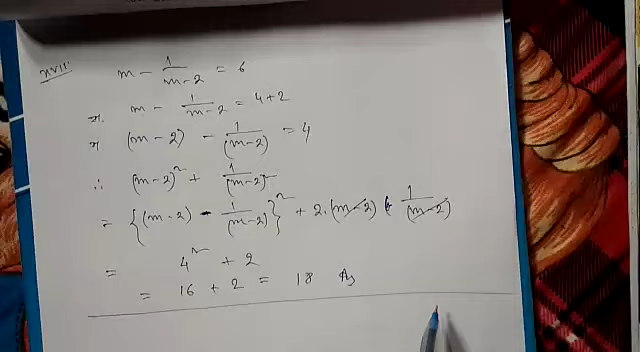 xvii. m - 1/(m-2) = 6
বা, m - 1/(m-2) = 4+2
বা (m-2) - 1/(m-2) = 4
∴ (m-2)² + 1/(m-2)²
= {(m-2) - 1/(m-2)}² + 2.(m-2) 1/(m-2)
= 4² + 2
= 16 + 2 = 18 As